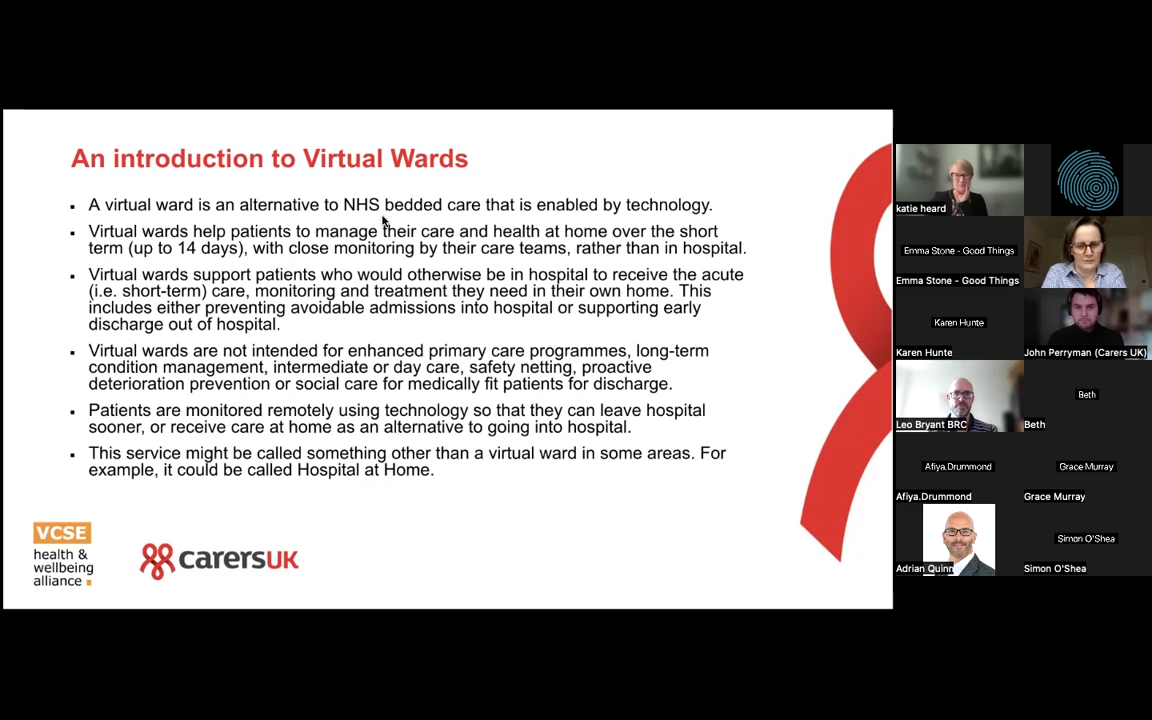 An introduction to Virtual Wards
▪ A virtual ward is an alternative to NHS bedded care that is enabled by technology.
▪ Virtual wards help patients to manage their care and health at home over the short
term (up to 14 days), with close monitoring by their care teams, rather than in hospital.
▪ Virtual wards support patients who would otherwise be in hospital to receive the acute
(i.e. short-term) care, monitoring and treatment they need in their own home. This
includes either preventing avoidable admissions into hospital or supporting early
discharge out of hospital.
▪ Virtual wards are not intended for enhanced primary care programmes, long-term
condition management, intermediate or day care, safety netting, proactive
deterioration prevention or social care for medically fit patients for discharge.
▪ Patients are monitored remotely using technology so that they can leave hospital
sooner, or receive care at home as an alternative to going into hospital.
▪ This service might be called something other than a virtual ward in some areas. For
example, it could be called Hospital at Home.
VCSE
health &
wellbeing
alliance
carersUK
katie heard
Emma Stone - Good Things
Emma Stone - Good Things
Karen Hunte
Karen Hunte
John Perryman (Carers UK)
Leo Bryant BRC
Beth
Beth
Afiya.Drummond
Afiya.Drummond
Grace Murray
Grace Murray
Adrian Quinn
Simon O'Shea
Simon O'Shea